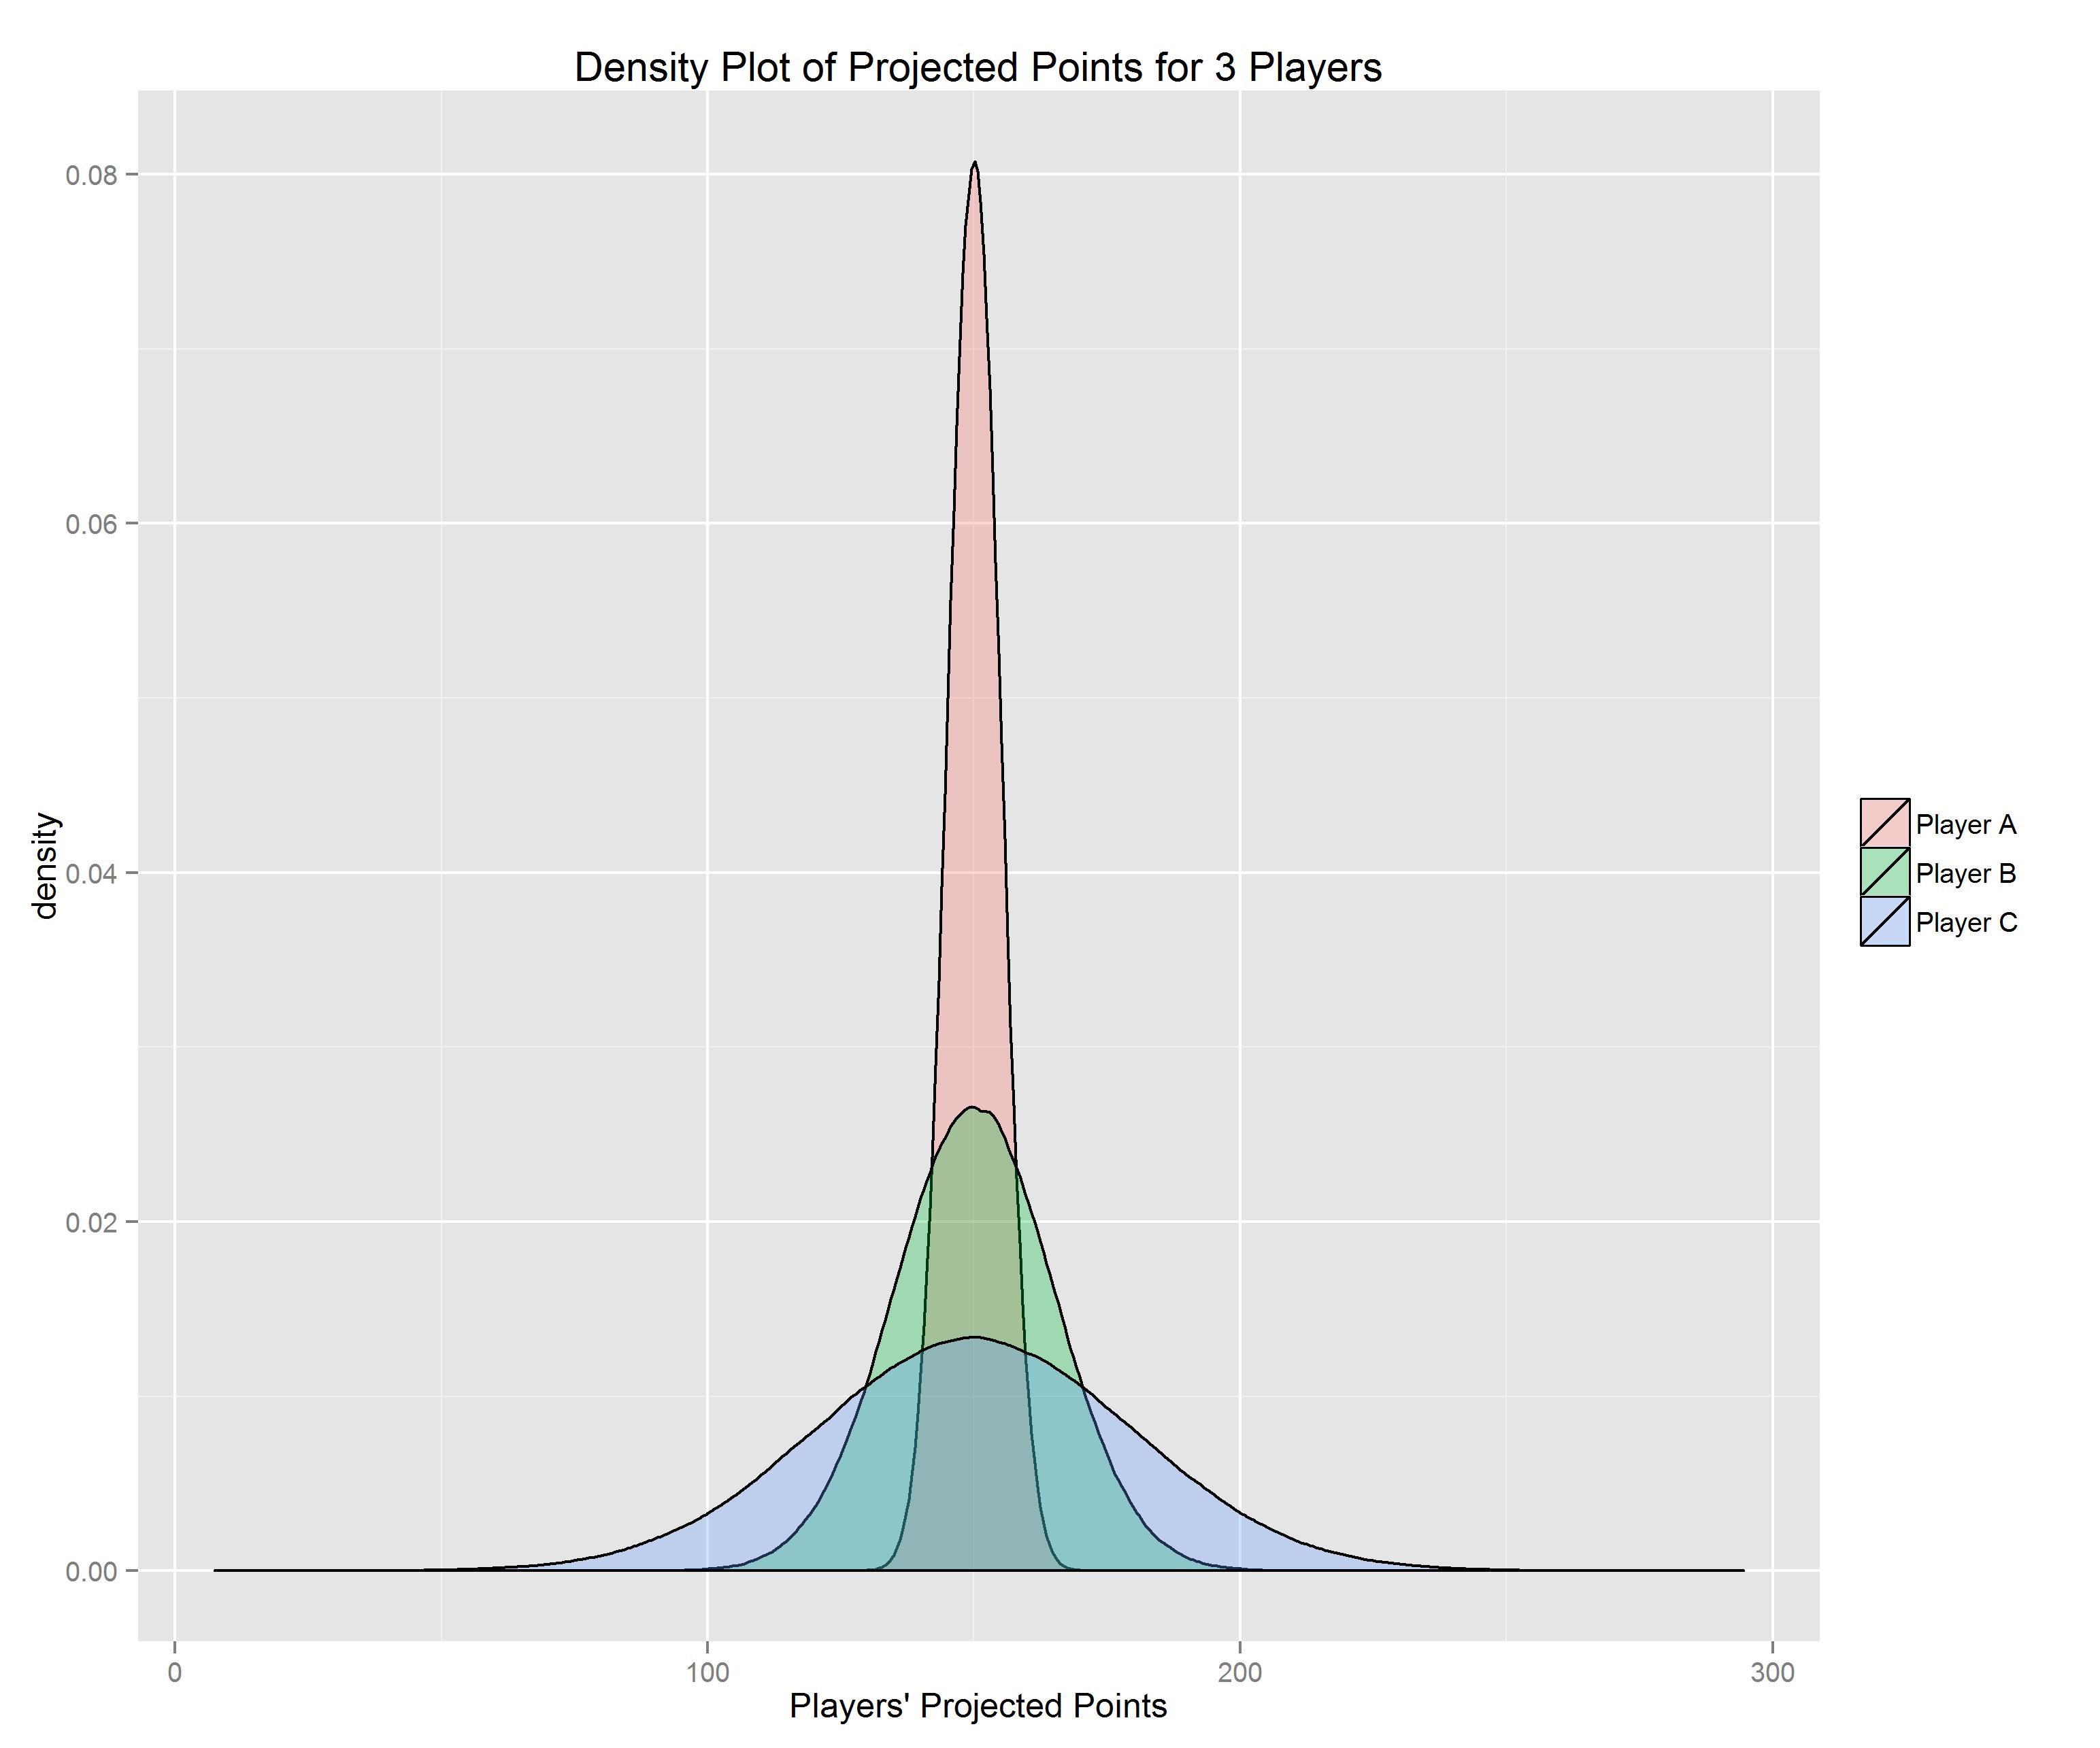 Density Plot of Projected Points for 3 Players
density
0.08
0.06
0.04
0.02
0.00
0
100
200
300
Players' Projected Points
Player A
Player B
Player C